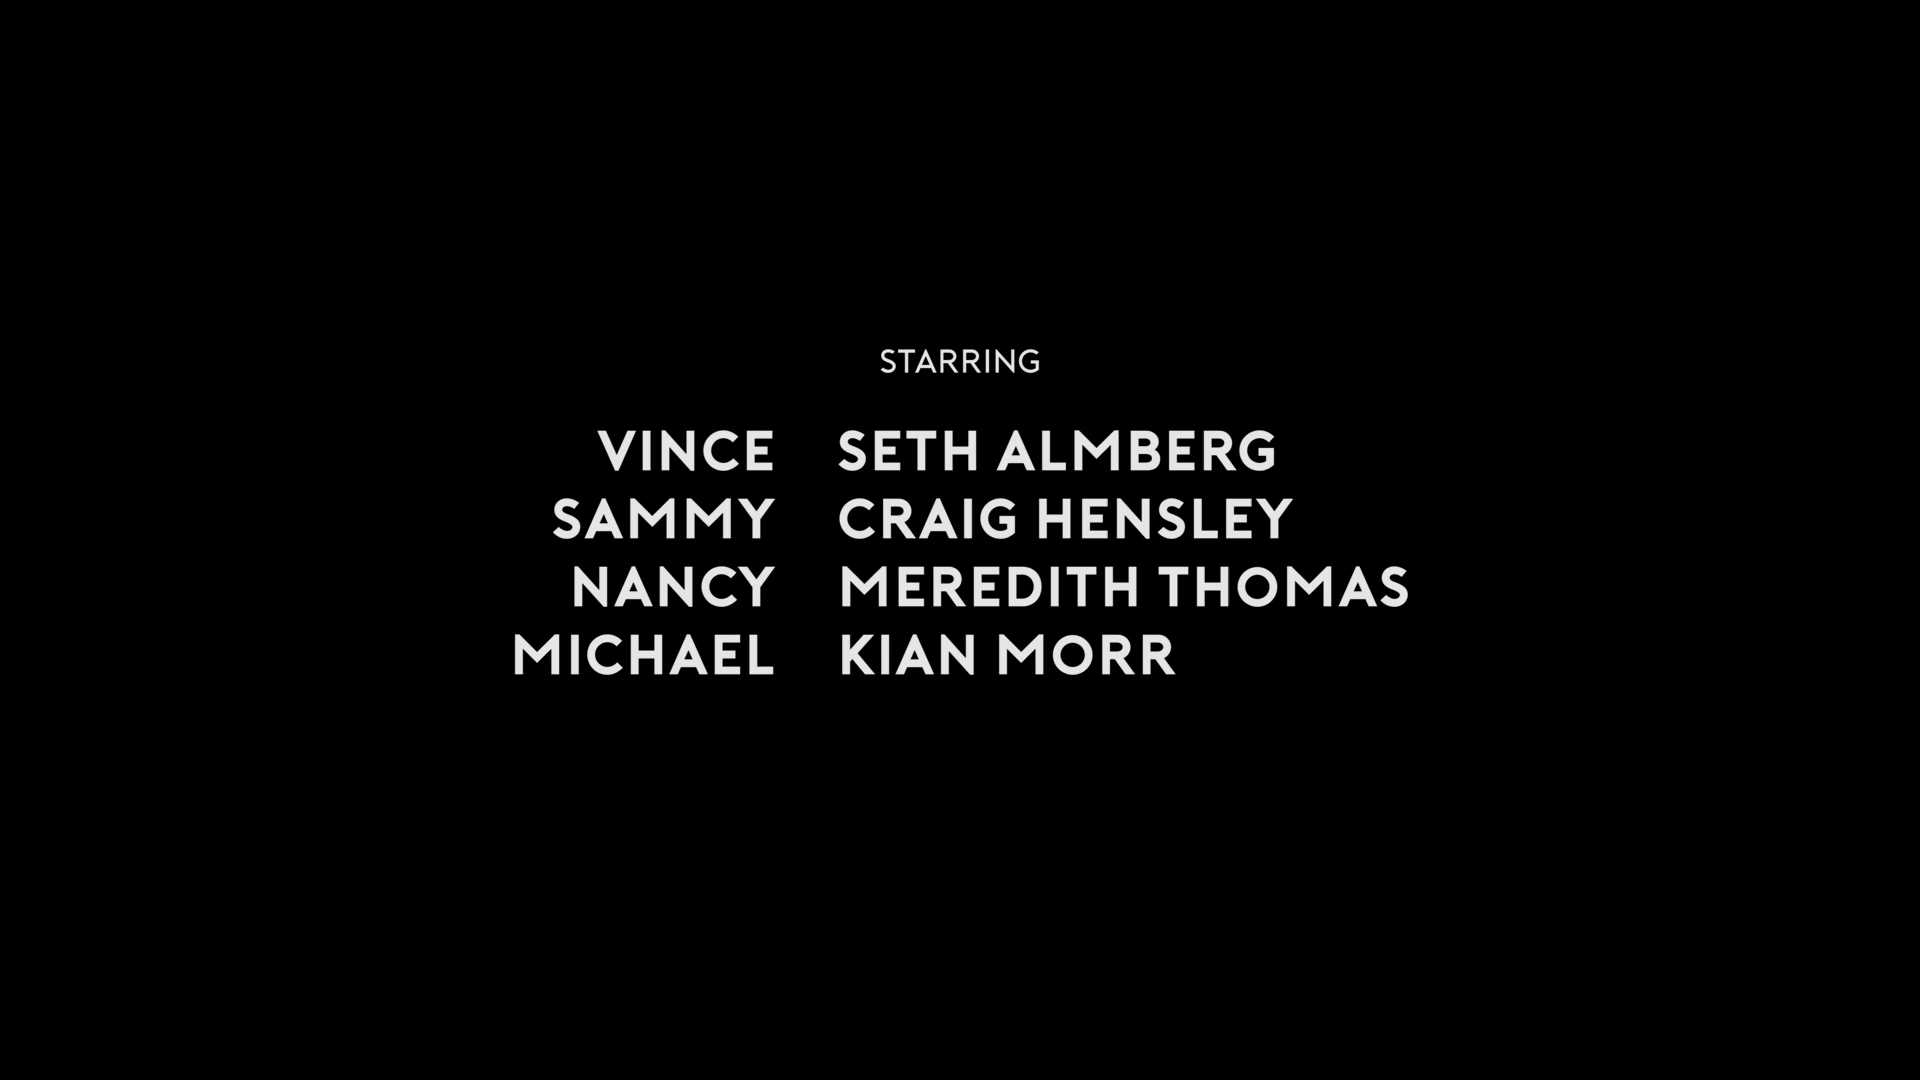 STARRING
VINCE SETH ALMBERG
SAMMY CRAIG HENSLEY
NANCY MEREDITH THOMAS
MICHAEL KIAN MORR